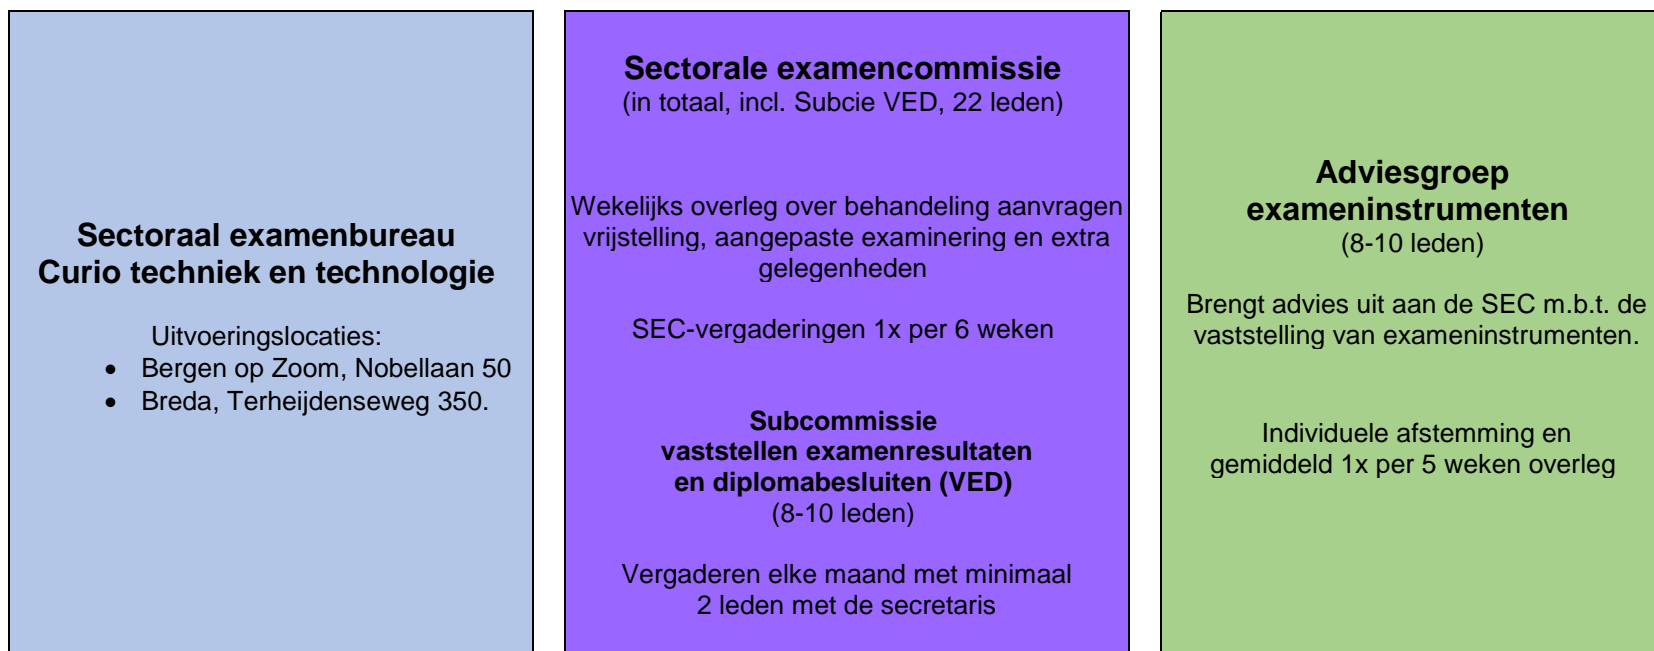 Sectoraal examenbureau
Curio techniek en technologie
Uitvoeringslocaties:
• Bergen op Zoom, Nobellaan 50
• Breda, Terheijdenseweg 350.
Sectorale examencommissie
(in totaal, incl. Subcie VED, 22 leden)
Wekelijks overleg over behandeling aanvragen
vrijstelling, aangepaste examinering en extra
gelegenheden
SEC-vergaderingen 1x per 6 weken
Subcommissie
vaststellen examenresultaten
en diplomabesluiten (VED)
(8-10 leden)
Vergaderen elke maand met minimaal
2 leden met de secretaris
Adviesgroep
exameninstrumenten
(8-10 leden)
Brengt advies uit aan de SEC m.b.t. de
vaststelling van exameninstrumenten.
Individuele afstemming en
gemiddeld 1x per 5 weken overleg